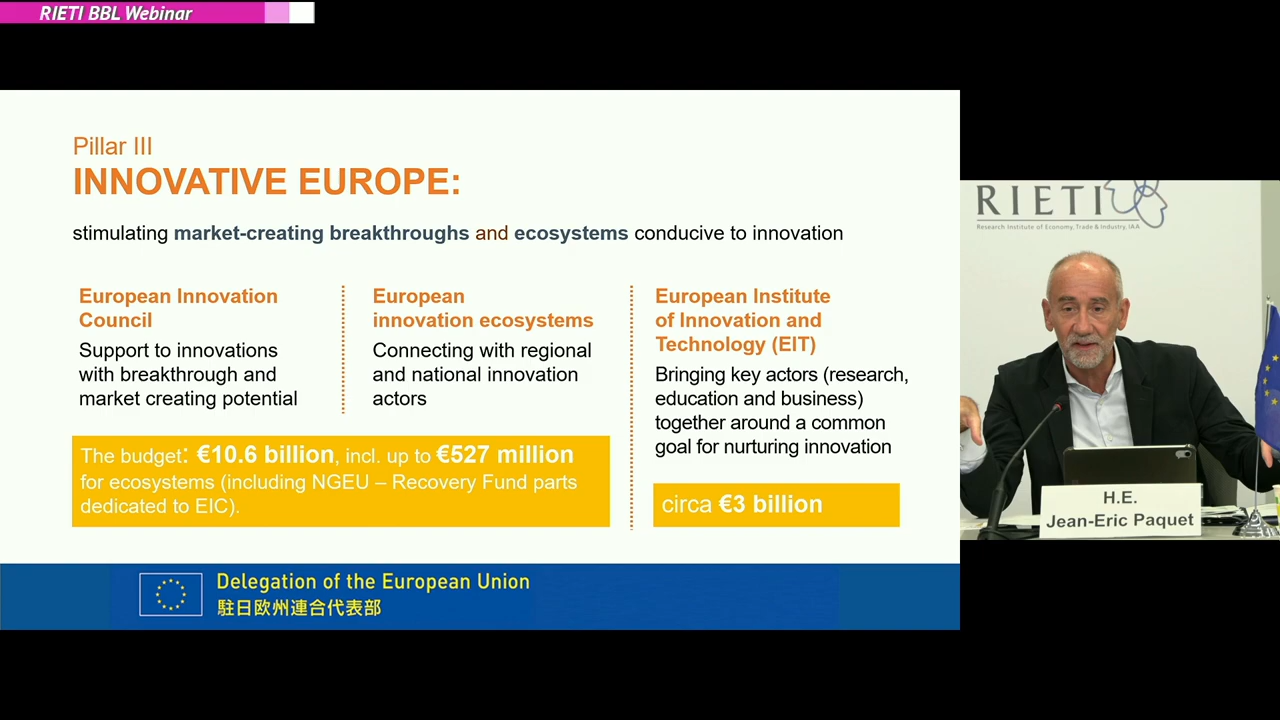 RIETI BBL Webinar
Pillar III
INNOVATIVE EUROPE:
stimulating market-creating breakthroughs and ecosystems conducive to innovation
European Innovation
Council
Support to innovations
with breakthrough and
market creating potential
European
innovation ecosystems
Connecting with regional
and national innovation
actors
The budget: €10.6 billion, incl. up to €527 million
for ecosystems (including NGEU – Recovery Fund parts
dedicated to EIC).
European Institute
of Innovation and
Technology (EIT)
Bringing key actors (research,
education and business)
together around a common
goal for nurturing innovation
circa €3 billion
Delegation of the European Union
駐日欧州連合代表部
RIETI
Research Institute of Economy, Trade & Industry, IAA
H.E.
Jean-Eric Paquet